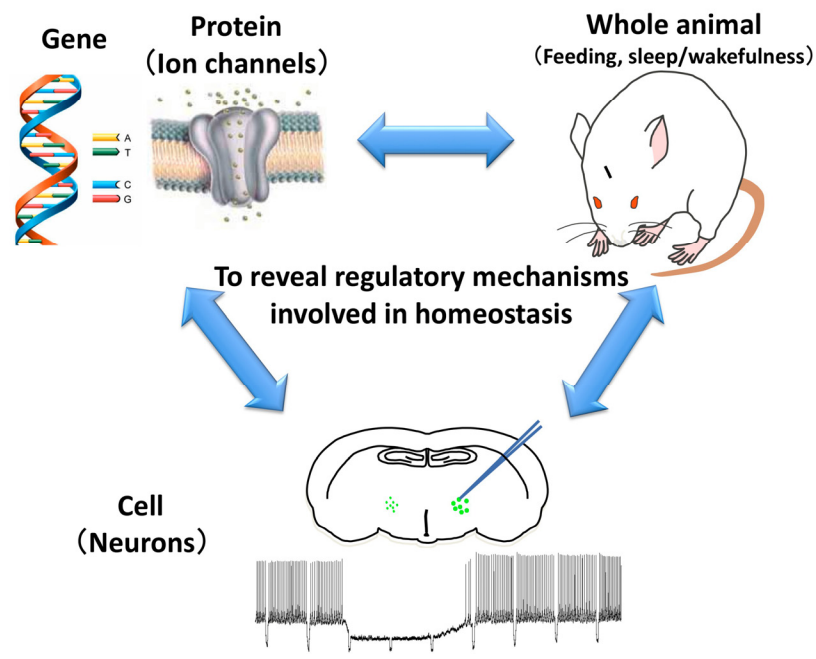 Gene
Protein
（Ion channels）
Whole animal
（Feeding, sleep/wakefulness）
A
T
C
G
To reveal regulatory mechanisms
involved in homeostasis
Cell
（Neurons）